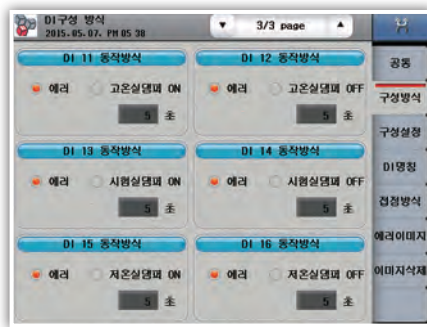 DI구성 방식
2015.05.07. PM 05 38
▼ 3/3 page ▲
DI 11 동작방식
에러 고온실댐퍼 ON
5 초
DI 12 동작방식
에러 고온실댐퍼 OFF
5 초
DI 13 동작방식
에러 시험실댐퍼 ON
5 초
DI 14 동작방식
에러 시험실댐퍼 OFF
5 초
DI 15 동작방식
에러 저온실댐퍼 ON
5 초
DI 16 동작방식
에러 저온실댐퍼 OFF
5 초
공통
구성방식
구성설정
DI명칭
접점방식
에러이미지
이미지삭제